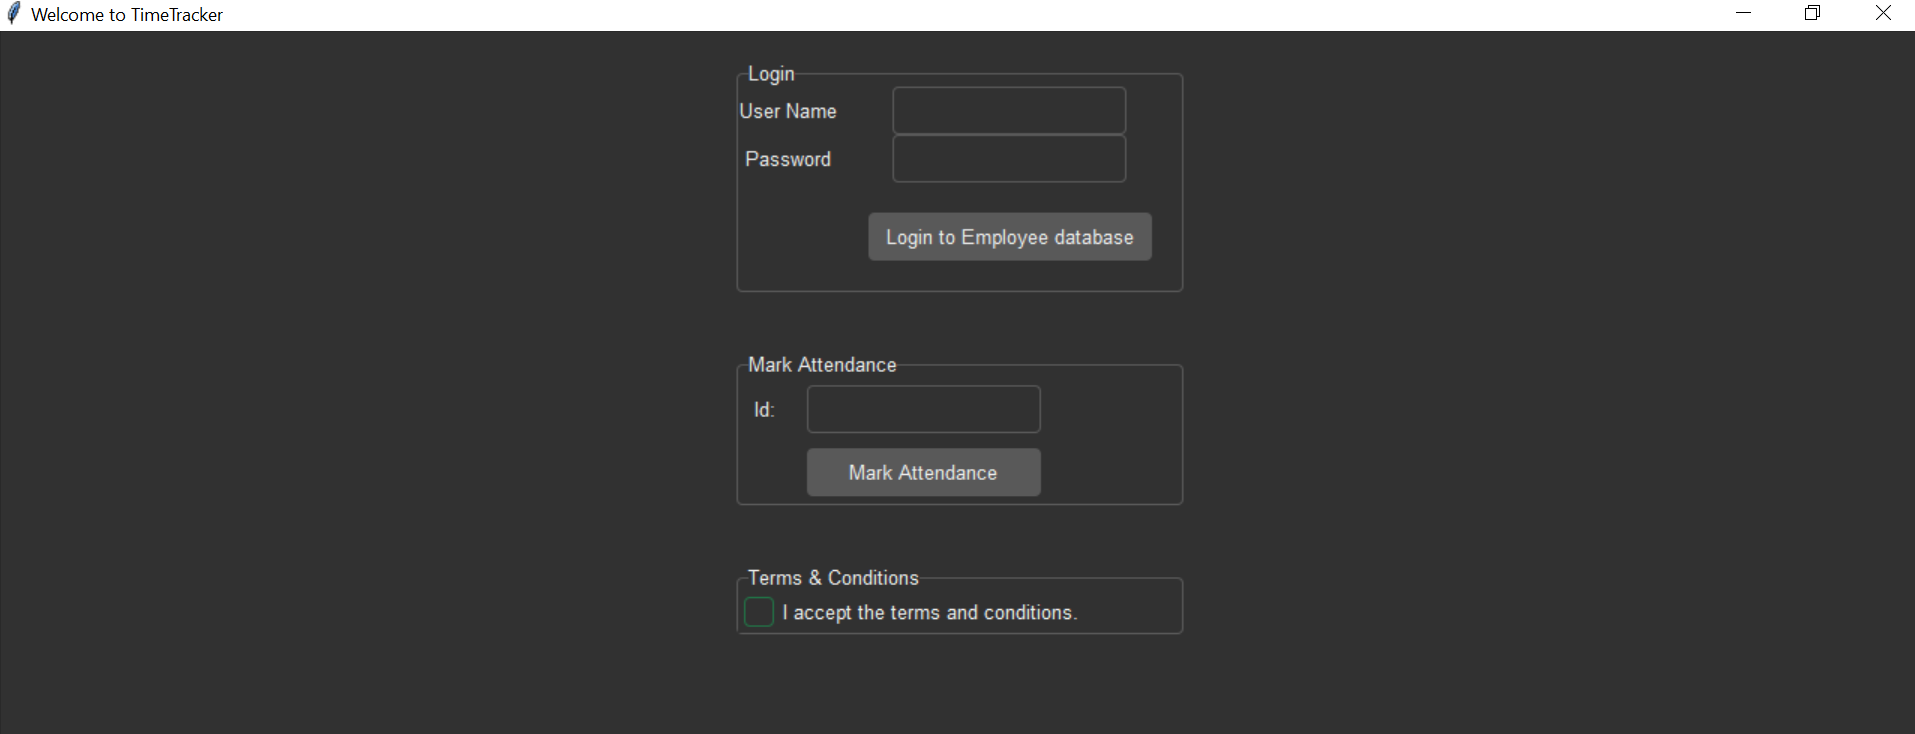 Welcome to TimeTracker
Login
User Name
Password
Login to Employee database
Mark Attendance
Id:
Mark Attendance
Terms & Conditions
I accept the terms and conditions.